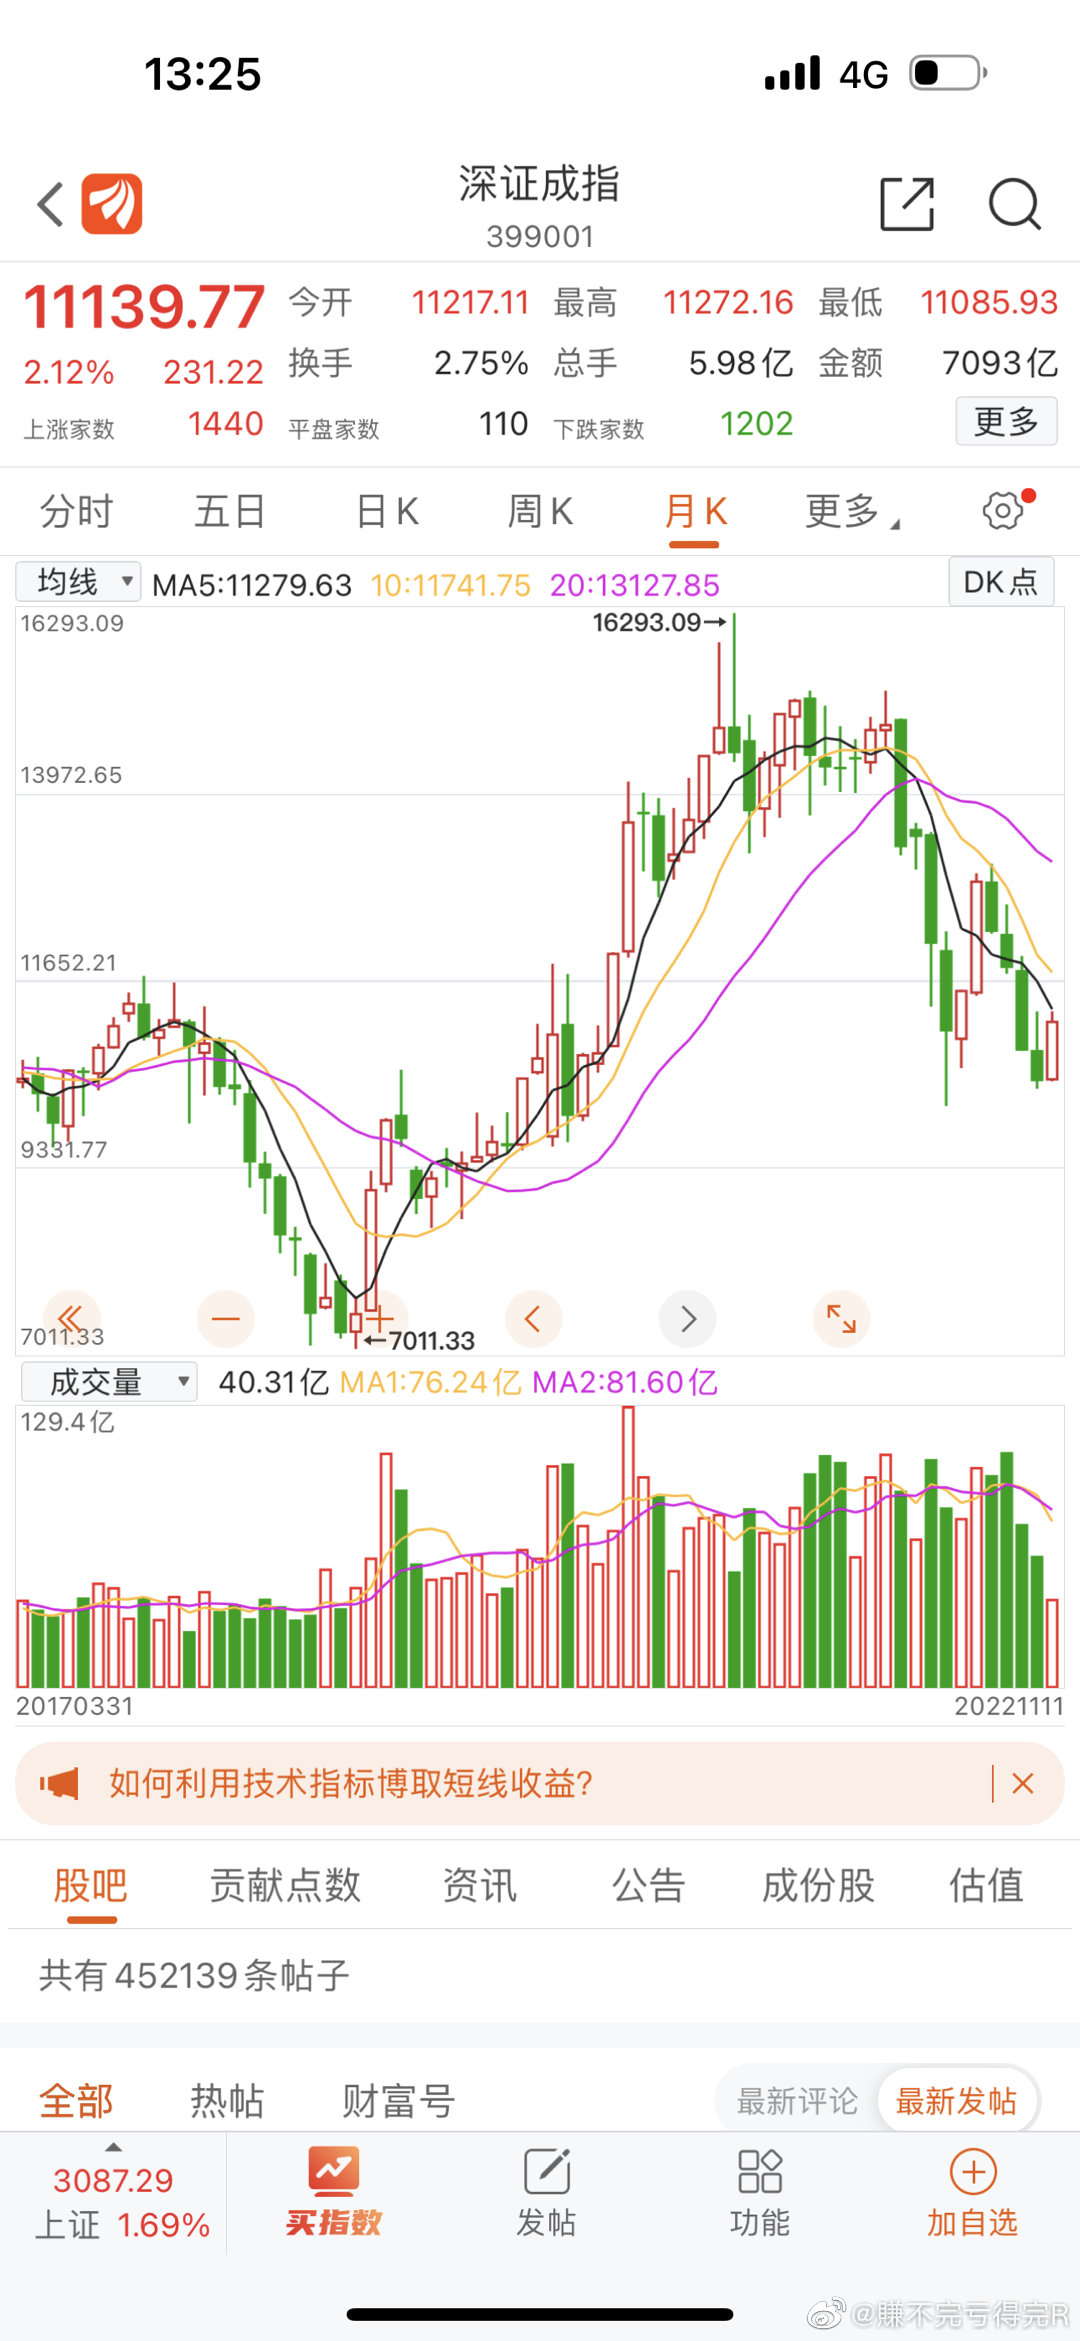 13:25 4G
深证成指
399001
11139.77 今开 11217.11 最高 11272.16 最低 11085.93
2.12% 231.22 换手 2.75% 总手 5.98亿 金额 7093亿
上涨家数 1440 平盘家数 110 下跌家数 1202 更多
分时 五日 日K 周K 月K 更多
均线 MA5:11279.63 10:11741.75 20:13127.85 DK点
16293.09 16293.09
13972.65
11652.21
9331.77
7011.33 7011.33
成交量 40.31亿 MA1:76.24亿 MA2:81.60亿
129.4亿
20170331 20221111
如何利用技术指标博取短线收益?
股吧 贡献点数 资讯 公告 成份股 估值
共有452139条帖子
全部 热帖 财富号 最新评论 最新发帖
3087.29
上证 1.69% 买指数 发帖 功能 加自选
@赚不完亏得完R